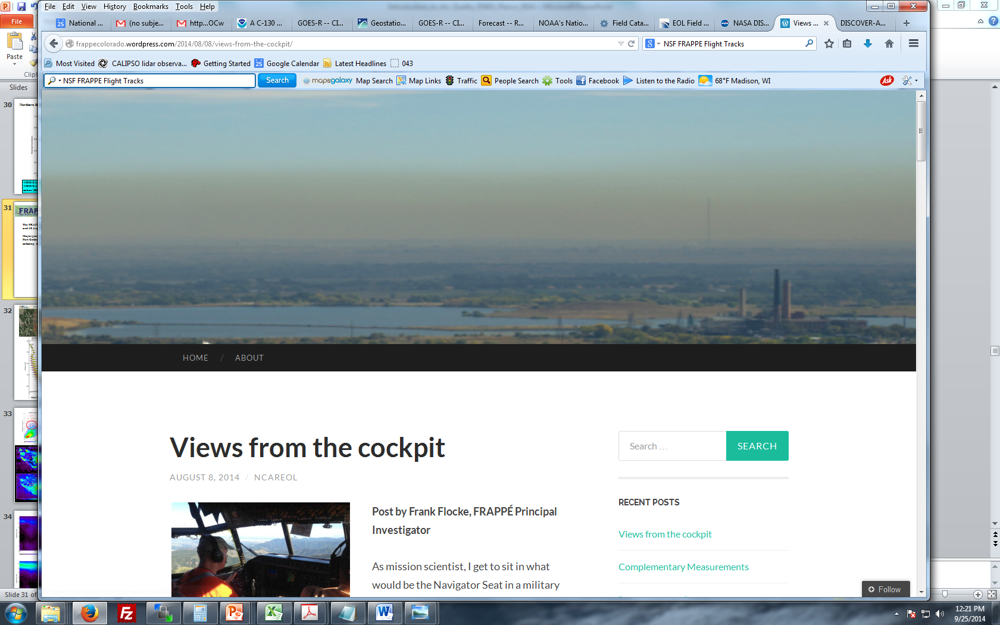 File Edit View History Bookmarks Tools Help
File
National ...
(no subje...
http...OCw
A C-130 ...
GOES-R -- CI...
Geostatio...
GOES-R -- CI...
Forecast -- R...
NOAA's Natio...
Field Cata...
EOL Field ...
NASA DIS...
Views ...
DISCOVER-A...
frappecolorado.wordpress.com/2014/08/08/views-from-the-cockpit/
NSF FRAPPE Flight Tracks
Paste
Most Visited CALIPSO lidar observa... Getting Started 25 Google Calendar Latest Headlines 043
NSF FRAPPE Flight Tracks Search mapsgalaxy Map Search Map Links Traffic People Search Tools Facebook Listen to the Radio 68°F Madison, WI Ask
Slides
30
31
FRAP
32
33
34
HOME / ABOUT
Views from the cockpit
AUGUST 8, 2014 / NCAREOL
Post by Frank Flocke, FRAPPÉ Principal
Investigator
As mission scientist, I get to sit in what
would be the Navigator Seat in a military
Search ... SEARCH
RECENT POSTS
Views from the cockpit
Complementary Measurements
Follow
Slide 31 of
12:21 PM
9/25/2014